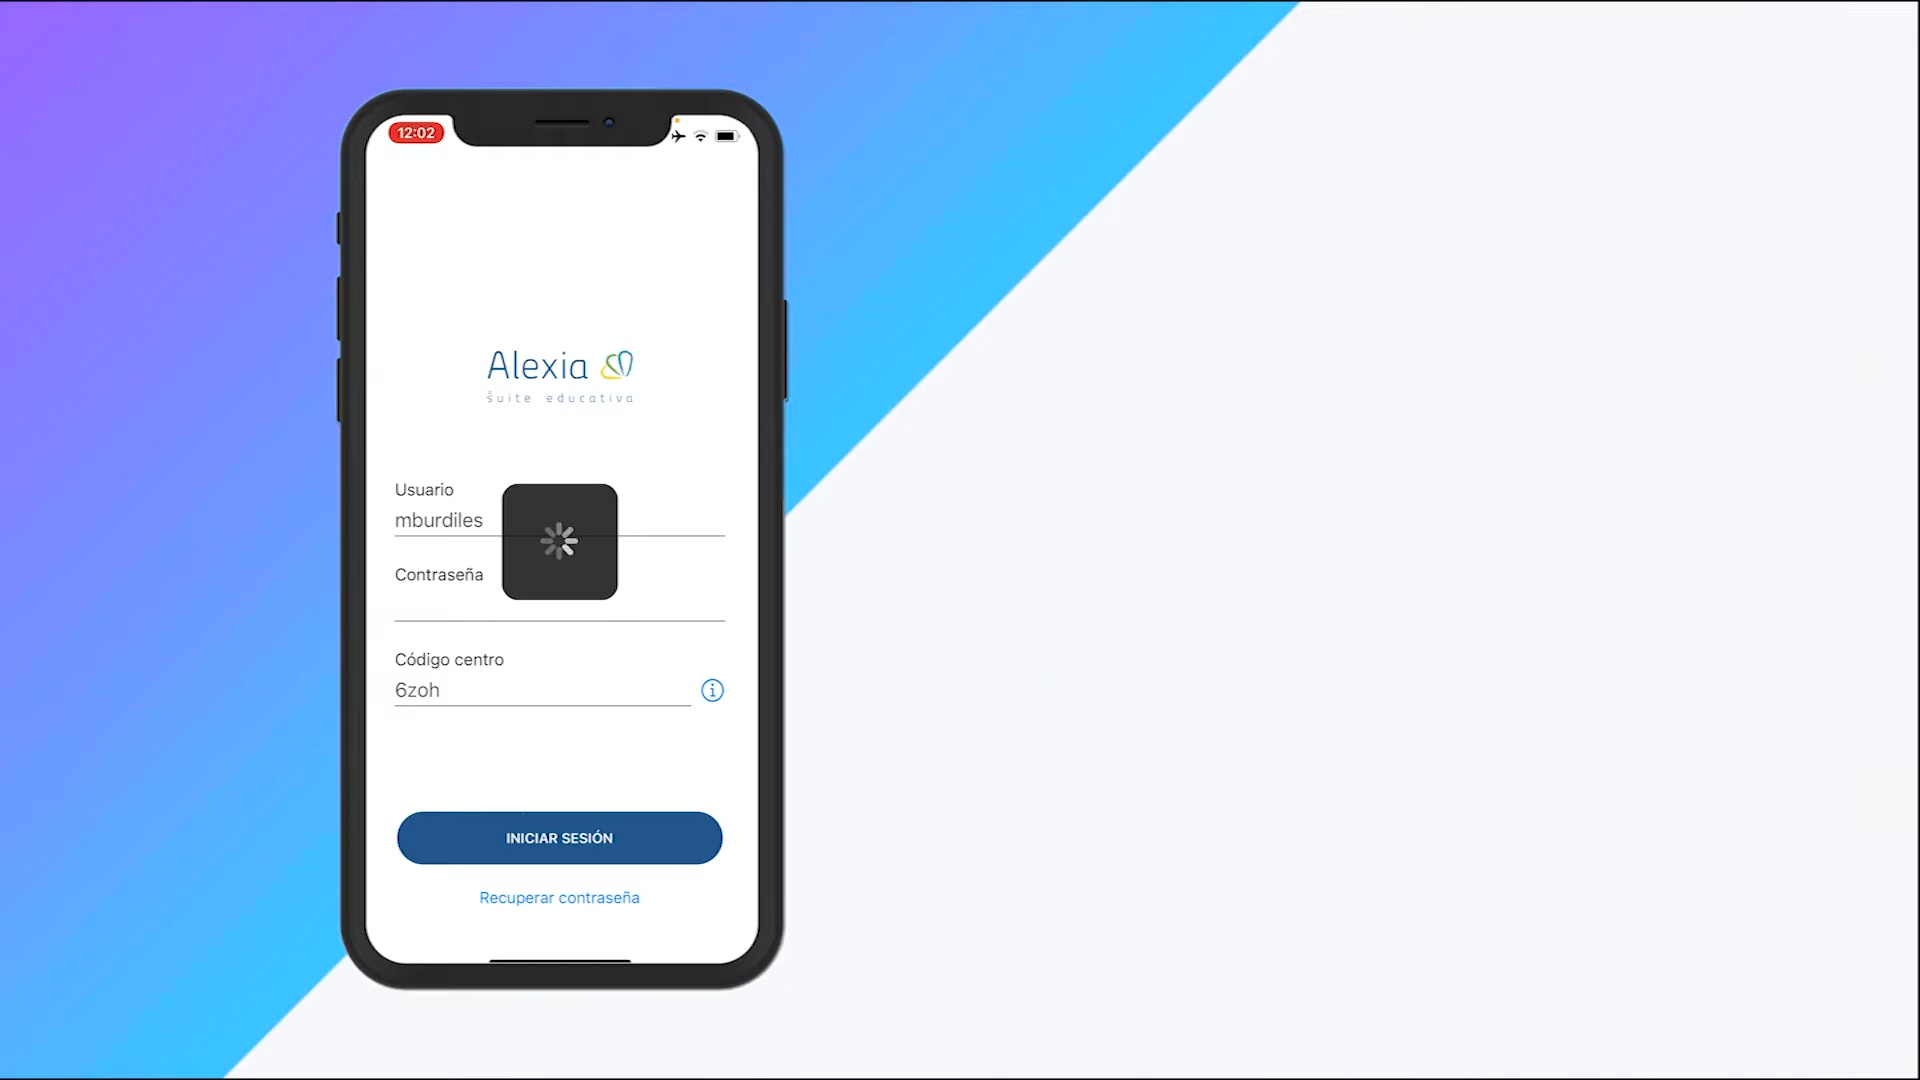 12:02
Alexia
suite educativa
Usuario
mburdiles
Contraseña
Código centro
6zoh
INICIAR SESIÓN
Recuperar contraseña